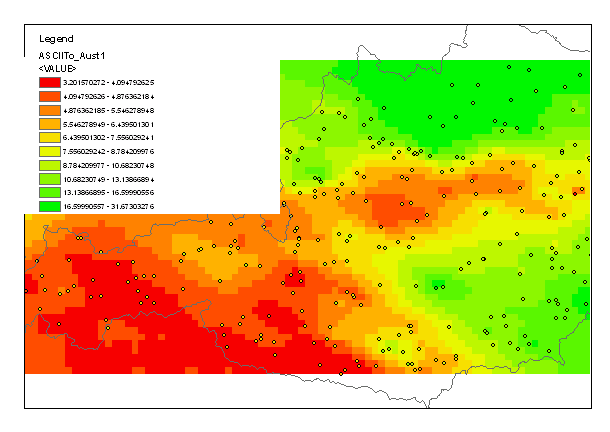 Legend
ASCIITo_Aust1
<VALUE>
3.201570272 - 4.094792625
4.094792626 - 4.876362184
4.876362185 - 5.546278948
5.546278949 - 6.439501301
6.439501302 - 7.556029241
7.556029242 - 8.784209976
8.784209977 - 10.68230748
10.68230749 - 13.13866894
13.13866895 - 16.59990556
16.59990557 - 31.67303276